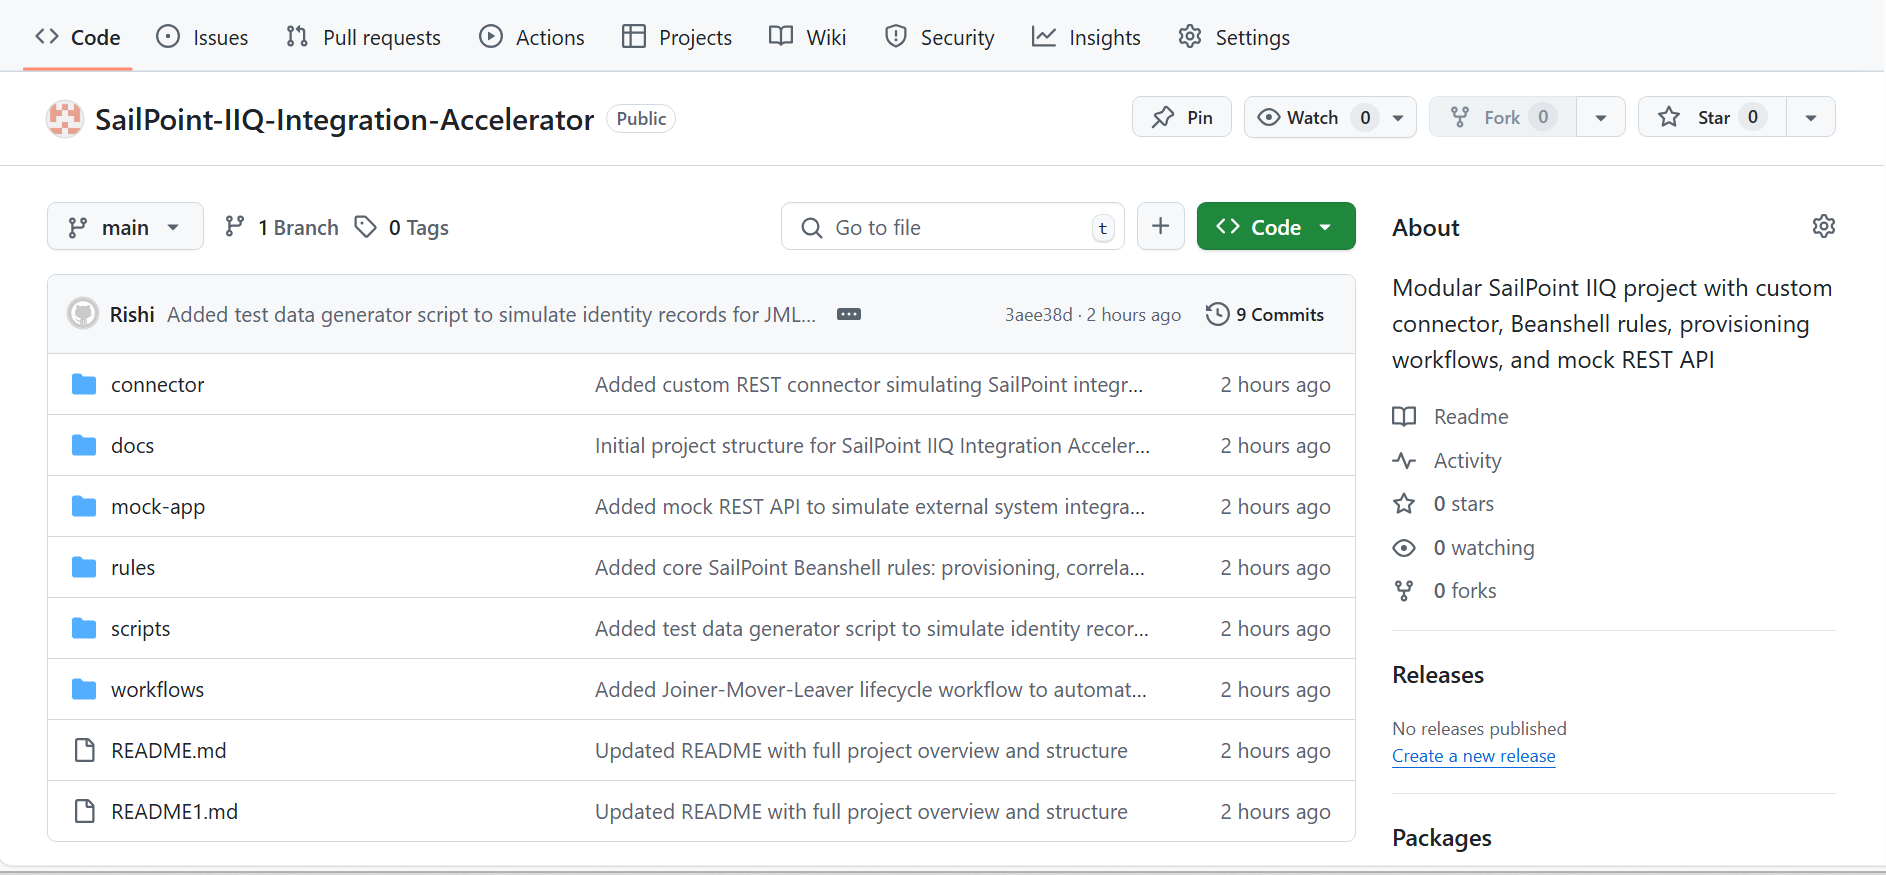 Code Issues Pull requests Actions Projects Wiki Security Insights Settings
SailPoint-IIQ-Integration-Accelerator Public Pin Watch 0 Fork 0 Star 0
main 1 Branch 0 Tags Go to file t + Code
Rishi Added test data generator script to simulate identity records for JML... 3aee38d · 2 hours ago 9 Commits
connector Added custom REST connector simulating SailPoint integr... 2 hours ago
docs Initial project structure for SailPoint IIQ Integration Acceler... 2 hours ago
mock-app Added mock REST API to simulate external system integra... 2 hours ago
rules Added core SailPoint Beanshell rules: provisioning, correla... 2 hours ago
scripts Added test data generator script to simulate identity recor... 2 hours ago
workflows Added Joiner-Mover-Leaver lifecycle workflow to automat... 2 hours ago
README.md Updated README with full project overview and structure 2 hours ago
README1.md Updated README with full project overview and structure 2 hours ago
About
Modular SailPoint IIQ project with custom
connector, Beanshell rules, provisioning
workflows, and mock REST API
Readme
Activity
0 stars
0 watching
0 forks
Releases
No releases published
Create a new release
Packages